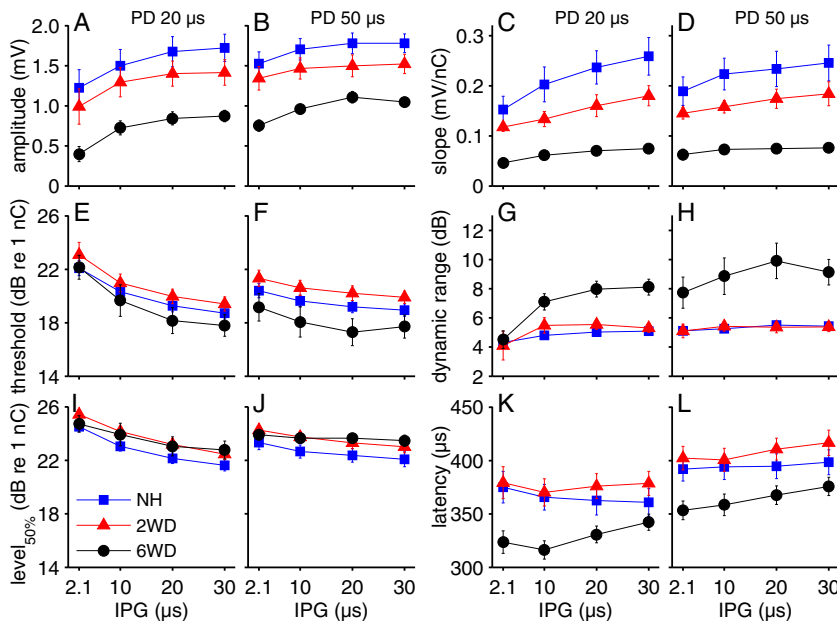 PD 20 µs
PD 50 µs
PD 20 µs
PD 50 µs
A
B
C
D
amplitude (mV)
2.0
1.5
1.0
0.5
0
slope (mV/nC)
0.3
0.2
0.1
0
E
F
G
H
threshold (dB re 1 nC)
26
22
18
14
dynamic range (dB)
12
10
8
6
4
2
I
J
K
L
level50% (dB re 1 nC)
26
22
18
14
NH
2WD
6WD
latency (µs)
450
400
350
300
2.1 10 20 30
2.1 10 20 30
2.1 10 20 30
2.1 10 20 30
IPG (µs)
IPG (µs)
IPG (µs)
IPG (µs)